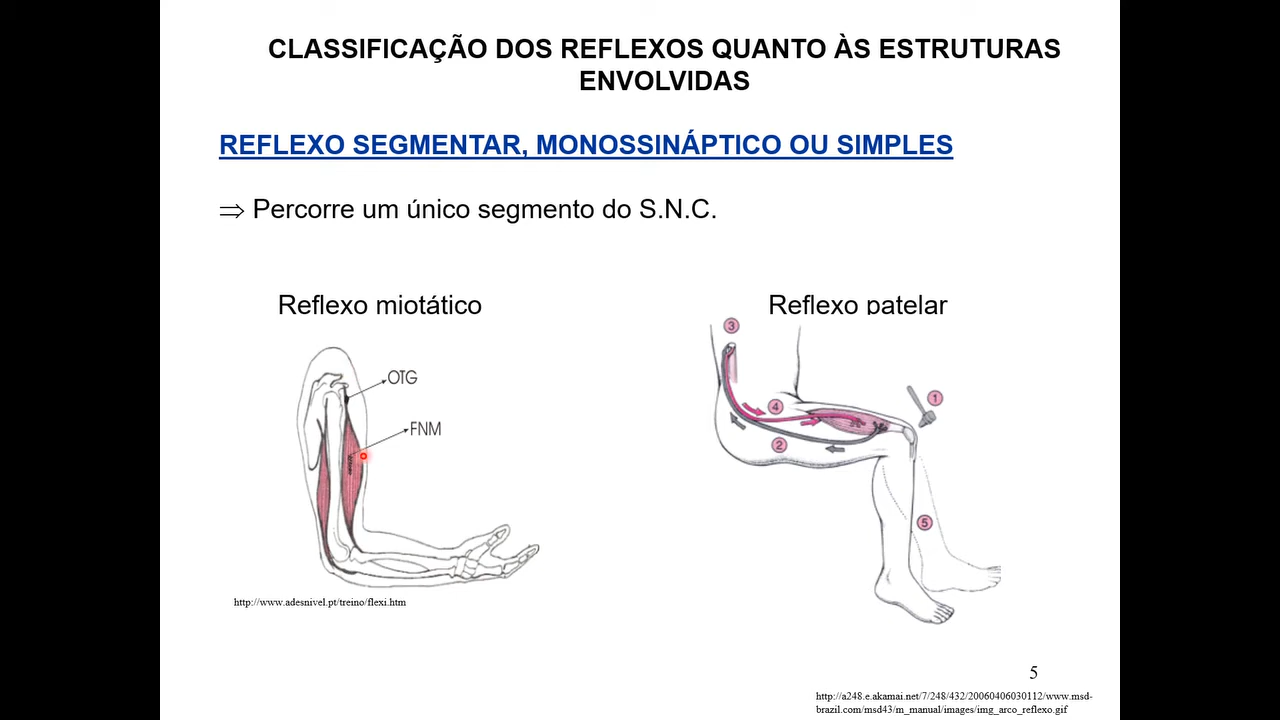 CLASSIFICAÇÃO DOS REFLEXOS QUANTO ÀS ESTRUTURAS
ENVOLVIDAS
REFLEXO SEGMENTAR, MONOSSINÁPTICO OU SIMPLES
⇒ Percorre um único segmento do S.N.C.
Reflexo miotático
Reflexo patelar
OTG
FNM
3
1
4
2
5
http://www.adesnivel.pt/treino/flexi.htm
5
http://a248.e.akamai.net/7/248/432/20060406030112/www.msd-
brazil.com/msd43/m_manual/images/img_arco_reflexo.gif